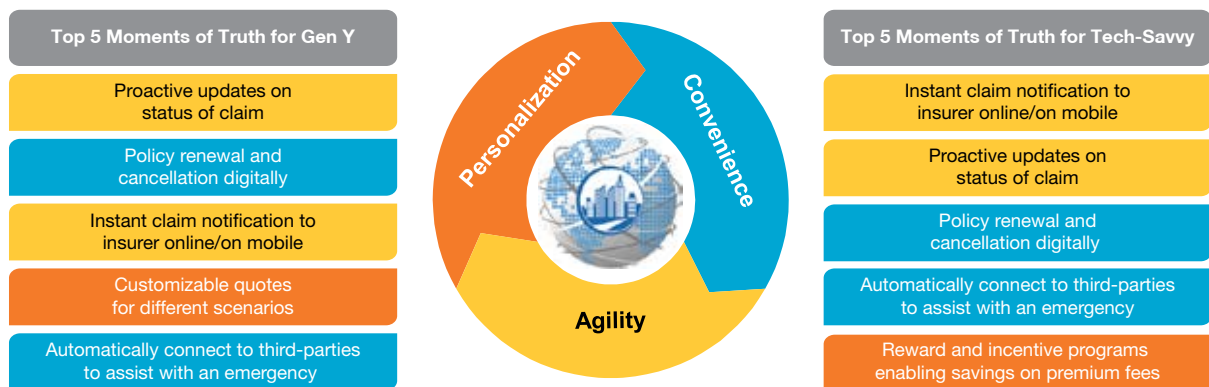 Top 5 Moments of Truth for Gen Y
Proactive updates on
status of claim
Policy renewal and
cancellation digitally
Instant claim notification to
insurer online/on mobile
Customizable quotes
for different scenarios
Automatically connect to third-parties
to assist with an emergency
Personalization
Convenience
Agility
Top 5 Moments of Truth for Tech-Savvy
Instant claim notification to
insurer online/on mobile
Proactive updates on
status of claim
Policy renewal and
cancellation digitally
Automatically connect to third-parties
to assist with an emergency
Reward and incentive programs
enabling savings on premium fees